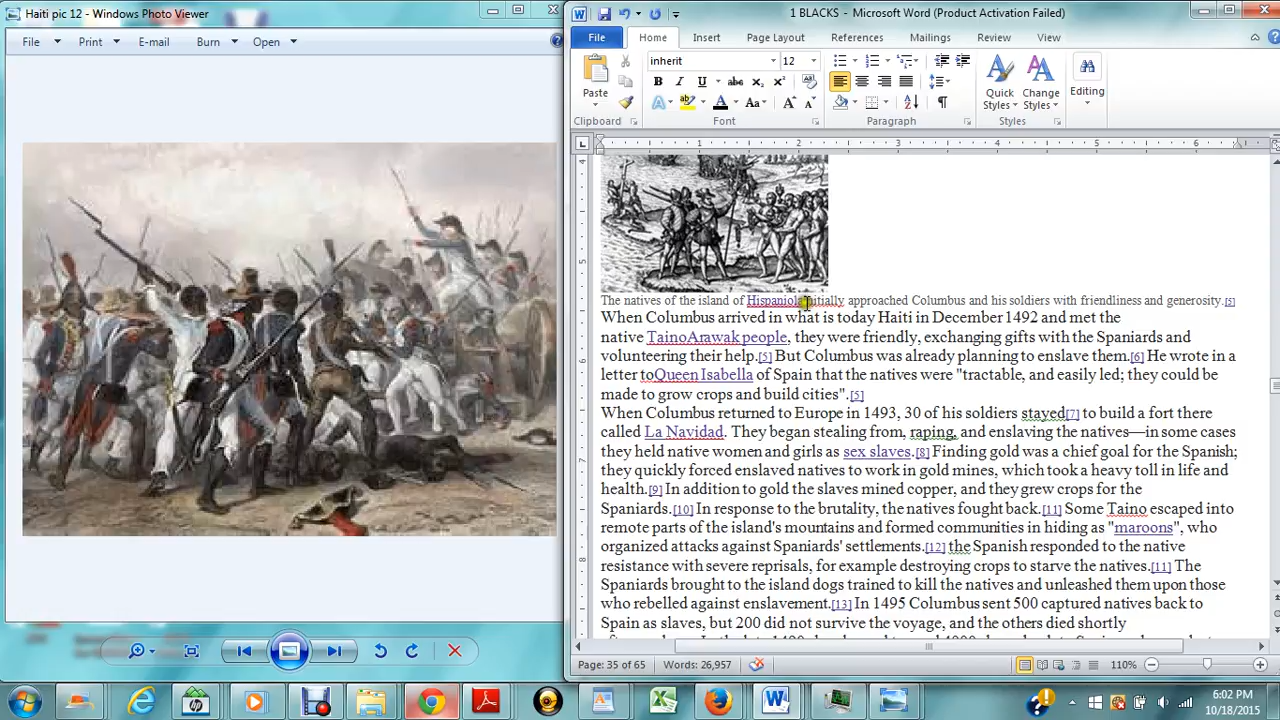 Haiti pic 12 - Windows Photo Viewer
File Print E-mail Burn Open
1 BLACKS - Microsoft Word (Product Activation Failed)
File Home Insert Page Layout References Mailings Review View
inherit 12
Paste
Quick Styles
Change Styles
Editing
Clipboard Font Paragraph Styles
1 2 3 4 5 6
The natives of the island of Hispaniola initially approached Columbus and his soldiers with friendliness and generosity.[5]
When Columbus arrived in what is today Haiti in December 1492 and met the
native TainoArawak people, they were friendly, exchanging gifts with the Spaniards and
volunteering their help.[5] But Columbus was already planning to enslave them.[6] He wrote in a
letter toQueen Isabella of Spain that the natives were "tractable, and easily led; they could be
made to grow crops and build cities".[5]
When Columbus returned to Europe in 1493, 30 of his soldiers stayed[7] to build a fort there
called La Navidad. They began stealing from, raping, and enslaving the natives—in some cases
they held native women and girls as sex slaves.[8] Finding gold was a chief goal for the Spanish;
they quickly forced enslaved natives to work in gold mines, which took a heavy toll in life and
health.[9] In addition to gold the slaves mined copper, and they grew crops for the
Spaniards.[10] In response to the brutality, the natives fought back.[11] Some Taino escaped into
remote parts of the island's mountains and formed communities in hiding as "maroons", who
organized attacks against Spaniards' settlements.[12] the Spanish responded to the native
resistance with severe reprisals, for example destroying crops to starve the natives.[11] The
Spaniards brought to the island dogs trained to kill the natives and unleashed them upon those
who rebelled against enslavement.[13] In 1495 Columbus sent 500 captured natives back to
Spain as slaves, but 200 did not survive the voyage, and the others died shortly
Page: 35 of 65 Words: 26,957 110%
6:02 PM
10/18/2015